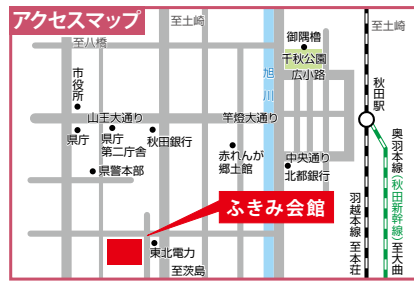 アクセスマップ
至土崎
至八橋
御隅櫓
千秋公園
広小路
至土崎
旭川
秋田駅
市役所
山王大通り
竿燈大通り
県庁
県庁
第二庁舎
秋田銀行
赤れんが
郷土館
中央通り
北都銀行
県警本部
ふきみ会館
東北電力
至茨島
羽越本線 至本荘
奥羽本線(秋田新幹線)至大曲